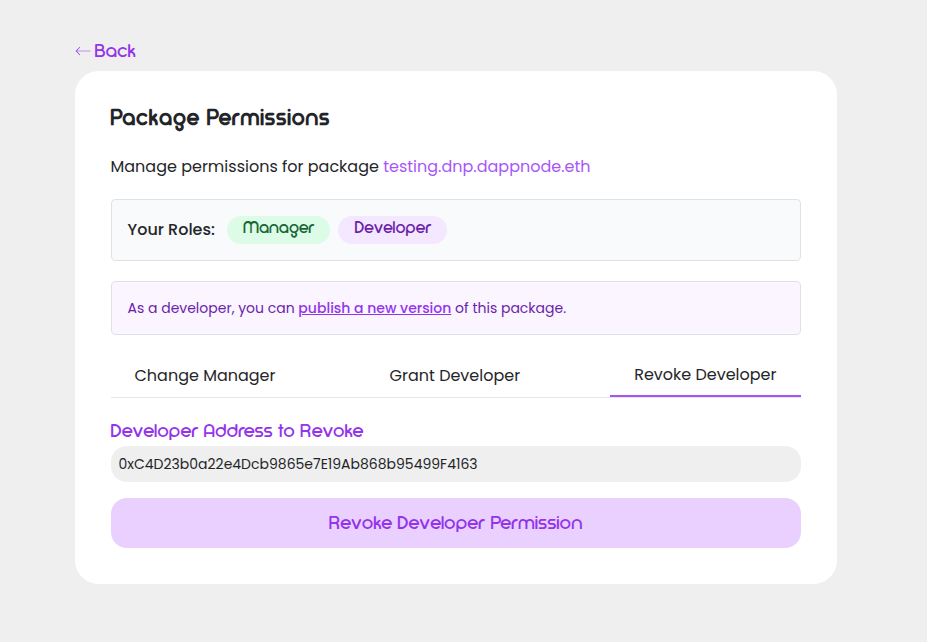 ← Back
Package Permissions
Manage permissions for package testing.dnp.dappnode.eth
Your Roles: Manager Developer
As a developer, you can publish a new version of this package.
Change Manager Grant Developer Revoke Developer
Developer Address to Revoke
0xC4D23b0a22e4Dcb9865e7E19Ab868b95499F4163
Revoke Developer Permission